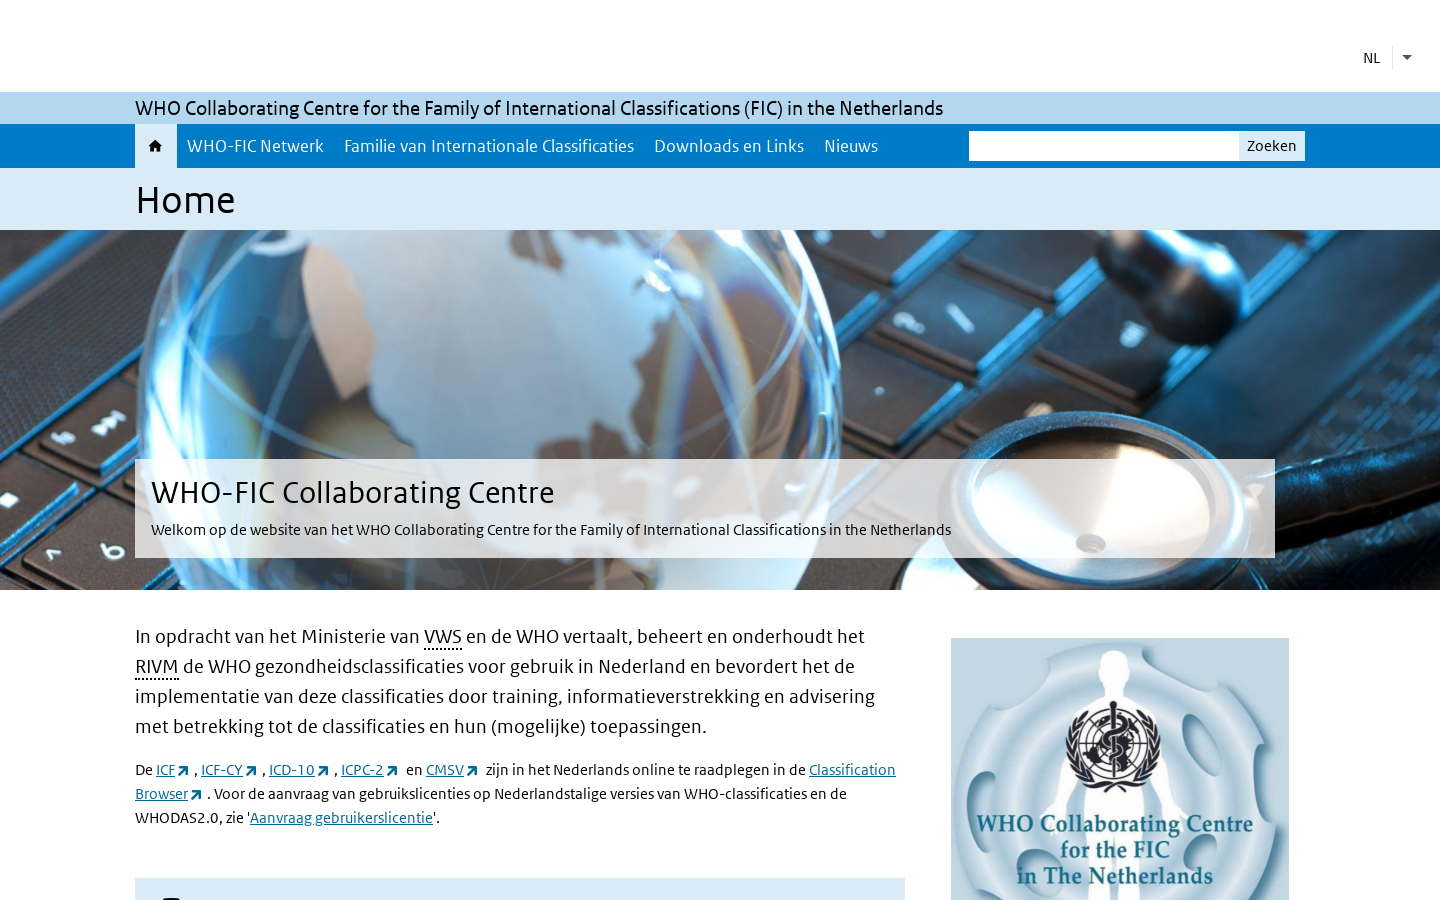 NL
WHO Collaborating Centre for the Family of International Classifications (FIC) in the Netherlands
WHO-FIC Netwerk Familie van Internationale Classificaties Downloads en Links Nieuws Zoeken
Home
WHO-FIC Collaborating Centre
Welkom op de website van het WHO Collaborating Centre for the Family of International Classifications in the Netherlands
In opdracht van het Ministerie van VWS en de WHO vertaalt, beheert en onderhoudt het
RIVM de WHO gezondheidsclassificaties voor gebruik in Nederland en bevordert het de
implementatie van deze classificaties door training, informatieverstrekking en advisering
met betrekking tot de classificaties en hun (mogelijke) toepassingen.
De ICF , ICF-CY , ICD-10 , ICPC-2 en CMSV zijn in het Nederlands online te raadplegen in de Classification
Browser . Voor de aanvraag van gebruikslicenties op Nederlandstalige versies van WHO-classificaties en de
WHODAS2.0, zie 'Aanvraag gebruikerslicentie'.
WHO Collaborating Centre
for the FIC
in The Netherlands